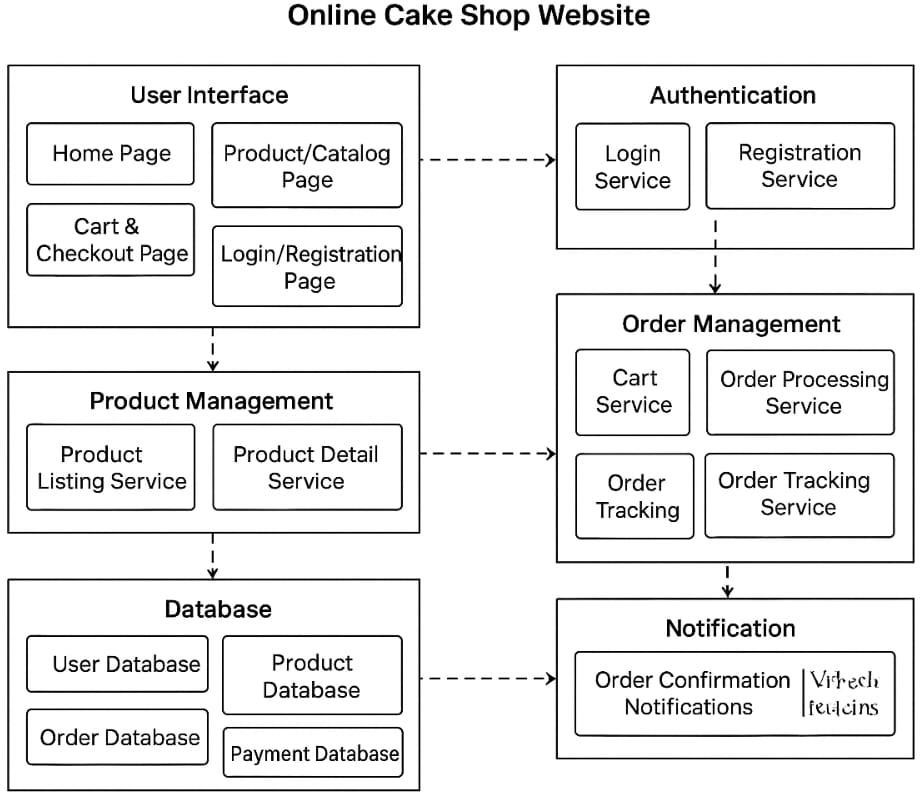 Online Cake Shop Website
User Interface
Home Page
Product/Catalog
Page
Cart &
Checkout Page
Login/Registration
Page
Authentication
Login
Service
Registration
Service
Product Management
Product
Listing Service
Product Detail
Service
Order Management
Cart
Service
Order Processing
Service
Order
Tracking
Order Tracking
Service
Database
User Database
Product
Database
Order Database
Payment Database
Notification
Order Confirmation
Notifications